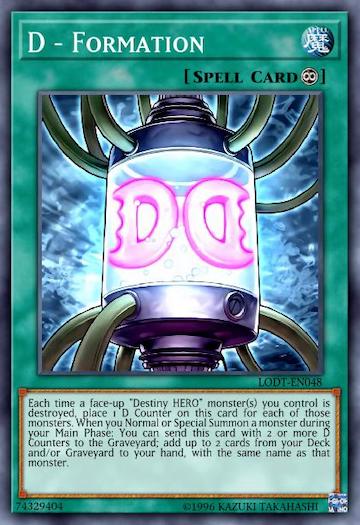 D - Formation
魔
[Spell Card]
DD
LODT-EN048
Each time a face-up "Destiny HERO" monster(s) you control is
destroyed, place 1 D Counter on this card for each of those
monsters. When you Normal or Special Summon a monster during
your Main Phase: You can send this card with 2 or more D
Counters to the Graveyard; add up to 2 cards from your Deck
and/or Graveyard to your hand, with the same name as that
monster.
74329404
©1996 KAZUKI TAKAHASHI